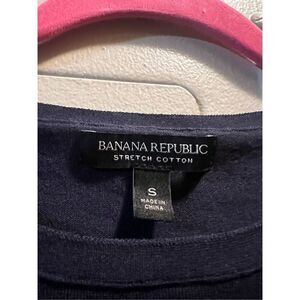 BANANA REPUBLIC
STRETCH COTTON
S
MADE IN
CHINA